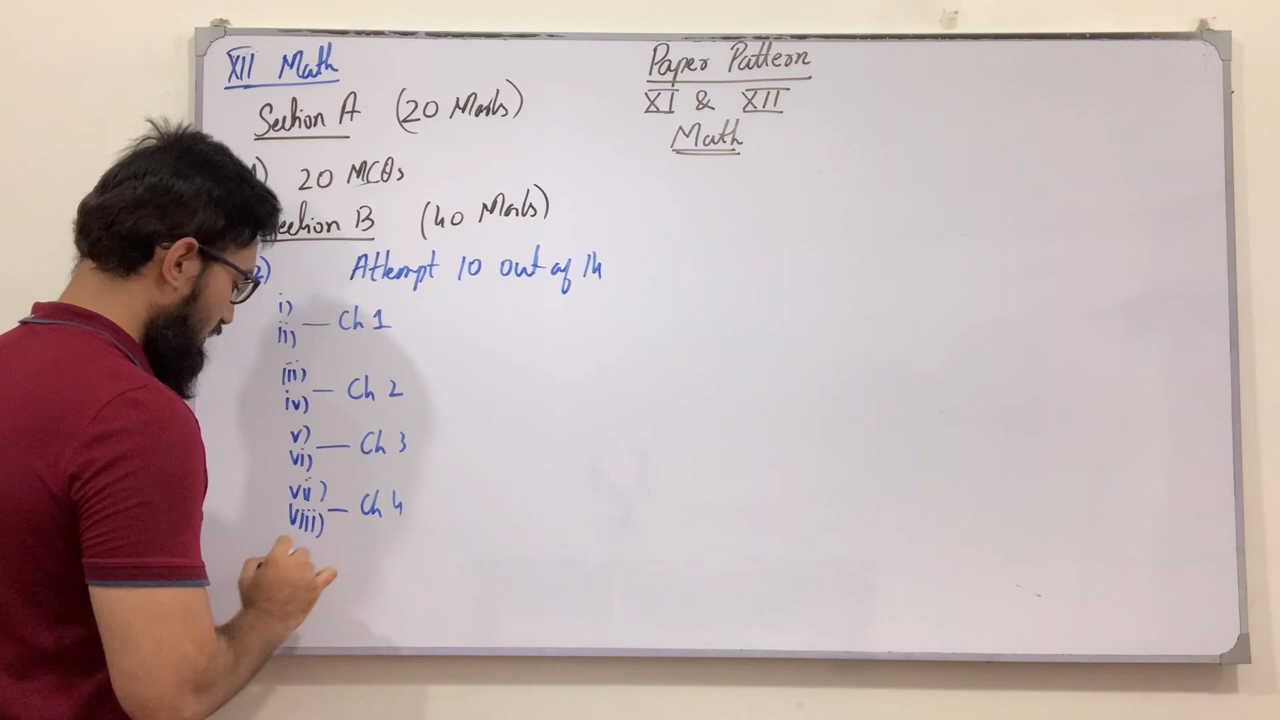 XII Math
Section A (20 Marks)
) 20 MCQs
Section B (40 Marks)
2) Attempt 10 out of 14
i)
ii) — Ch 1
iii)
iv) — Ch 2
v)
vi) — Ch 3
vii)
viii) — Ch 4
Paper Pattern
XI & XII
Math